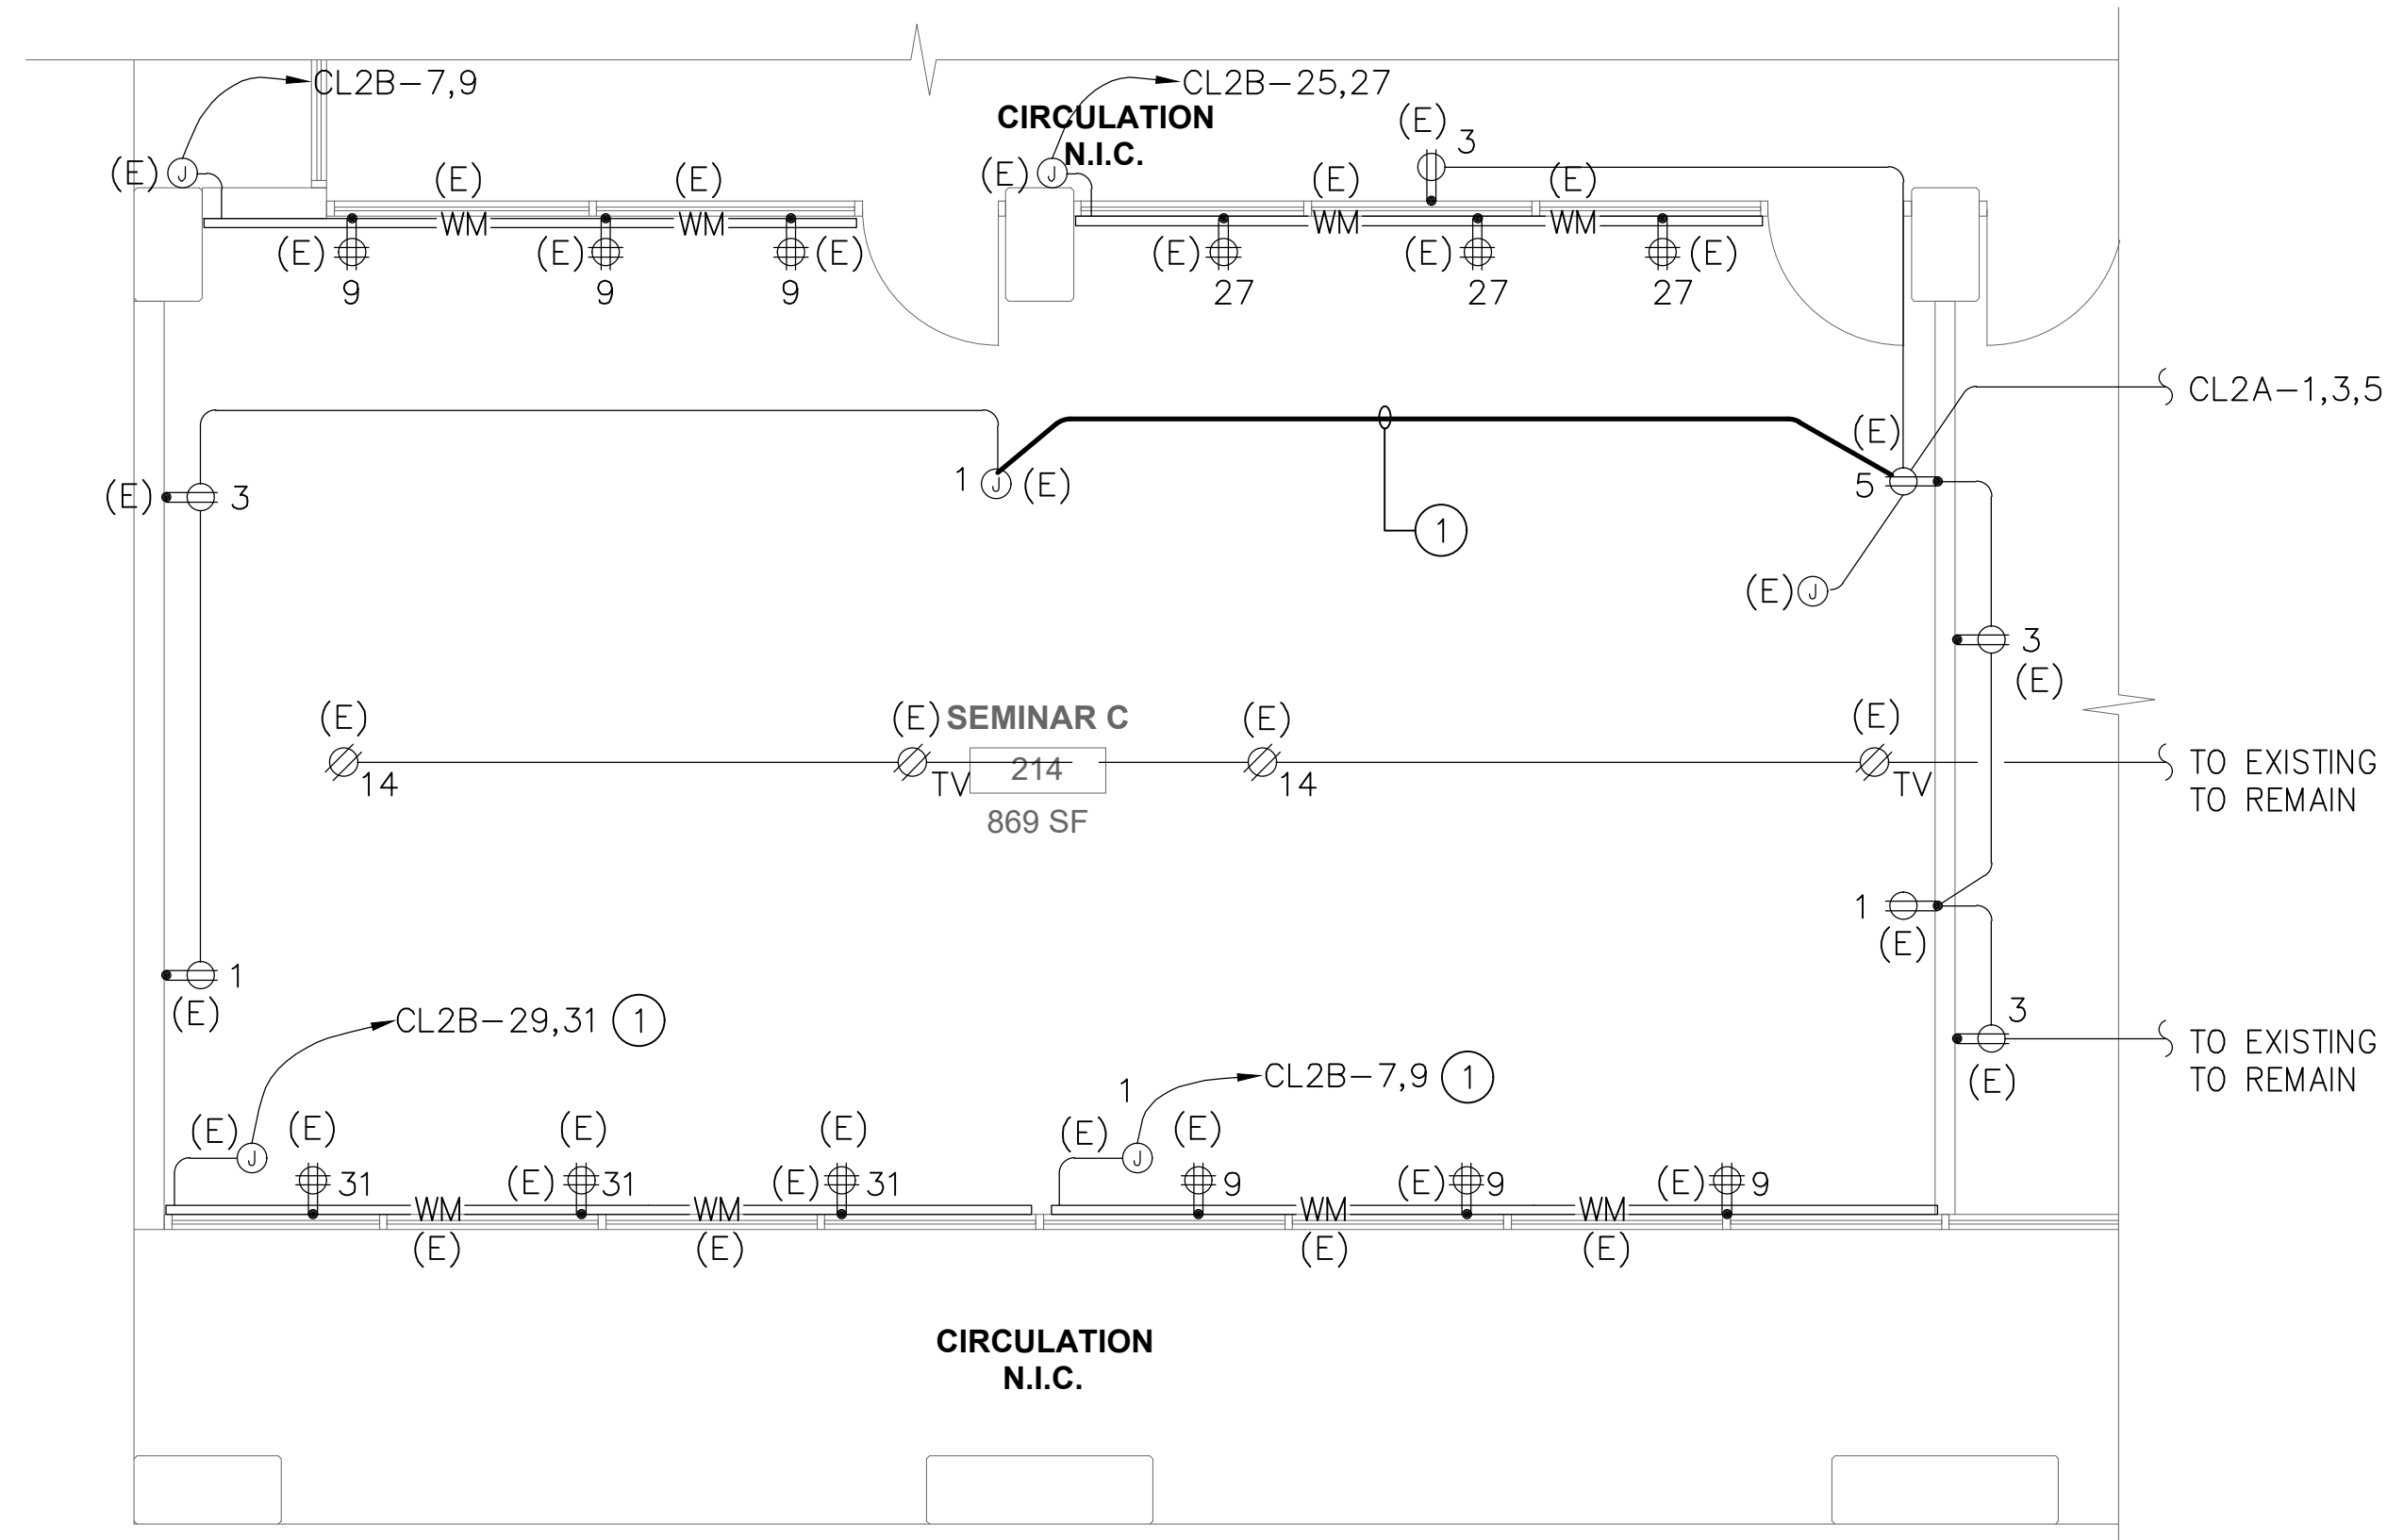 CL2B-7,9
CL2B-25,27
CIRCULATION
N.I.C.
(E)
3
(E) J
(E)
(E)
(E) J
(E)
(E)
WM
WM
WM
WM
(E)
(E)
(E)
(E)
(E)
(E)
9
9
9
27
27
27
CL2A-1,3,5
(E)
(E)
3
1
J
(E)
5
1
(E) J
3
(E)
(E)
(E)
SEMINAR C
(E)
(E)
14
TV
214
14
TV
TO EXISTING
TO REMAIN
869 SF
1
(E)
1
(E)
CL2B-29,31
1
3
TO EXISTING
TO REMAIN
(E)
CL2B-7,9
1
1
(E)
J
(E)
(E)
(E)
(E)
J
(E)
31
(E)
31
(E)
31
9
(E)
9
(E)
9
WM
WM
WM
WM
(E)
(E)
(E)
(E)
CIRCULATION
N.I.C.